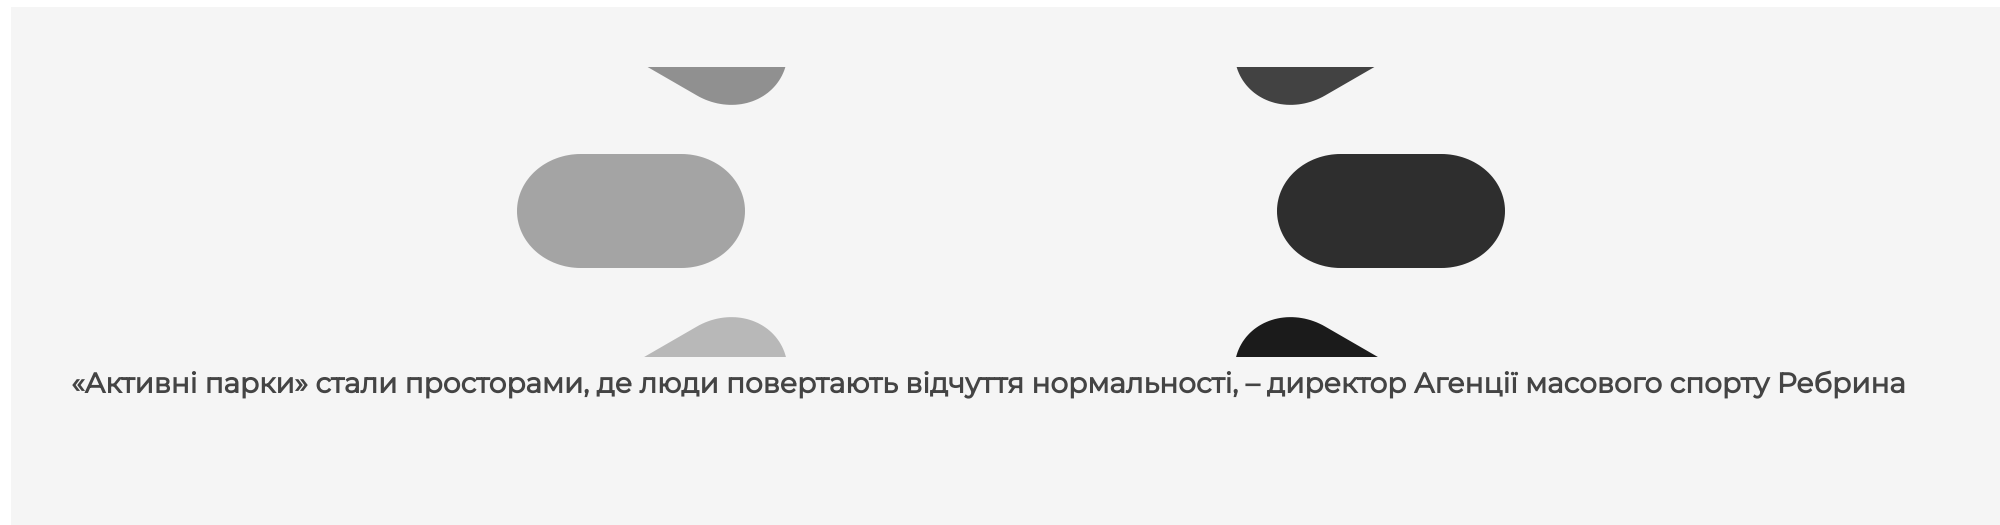 «Активні парки» стали просторами, де люди повертають відчуття нормальності, – директор Агенції масового спорту Ребрина